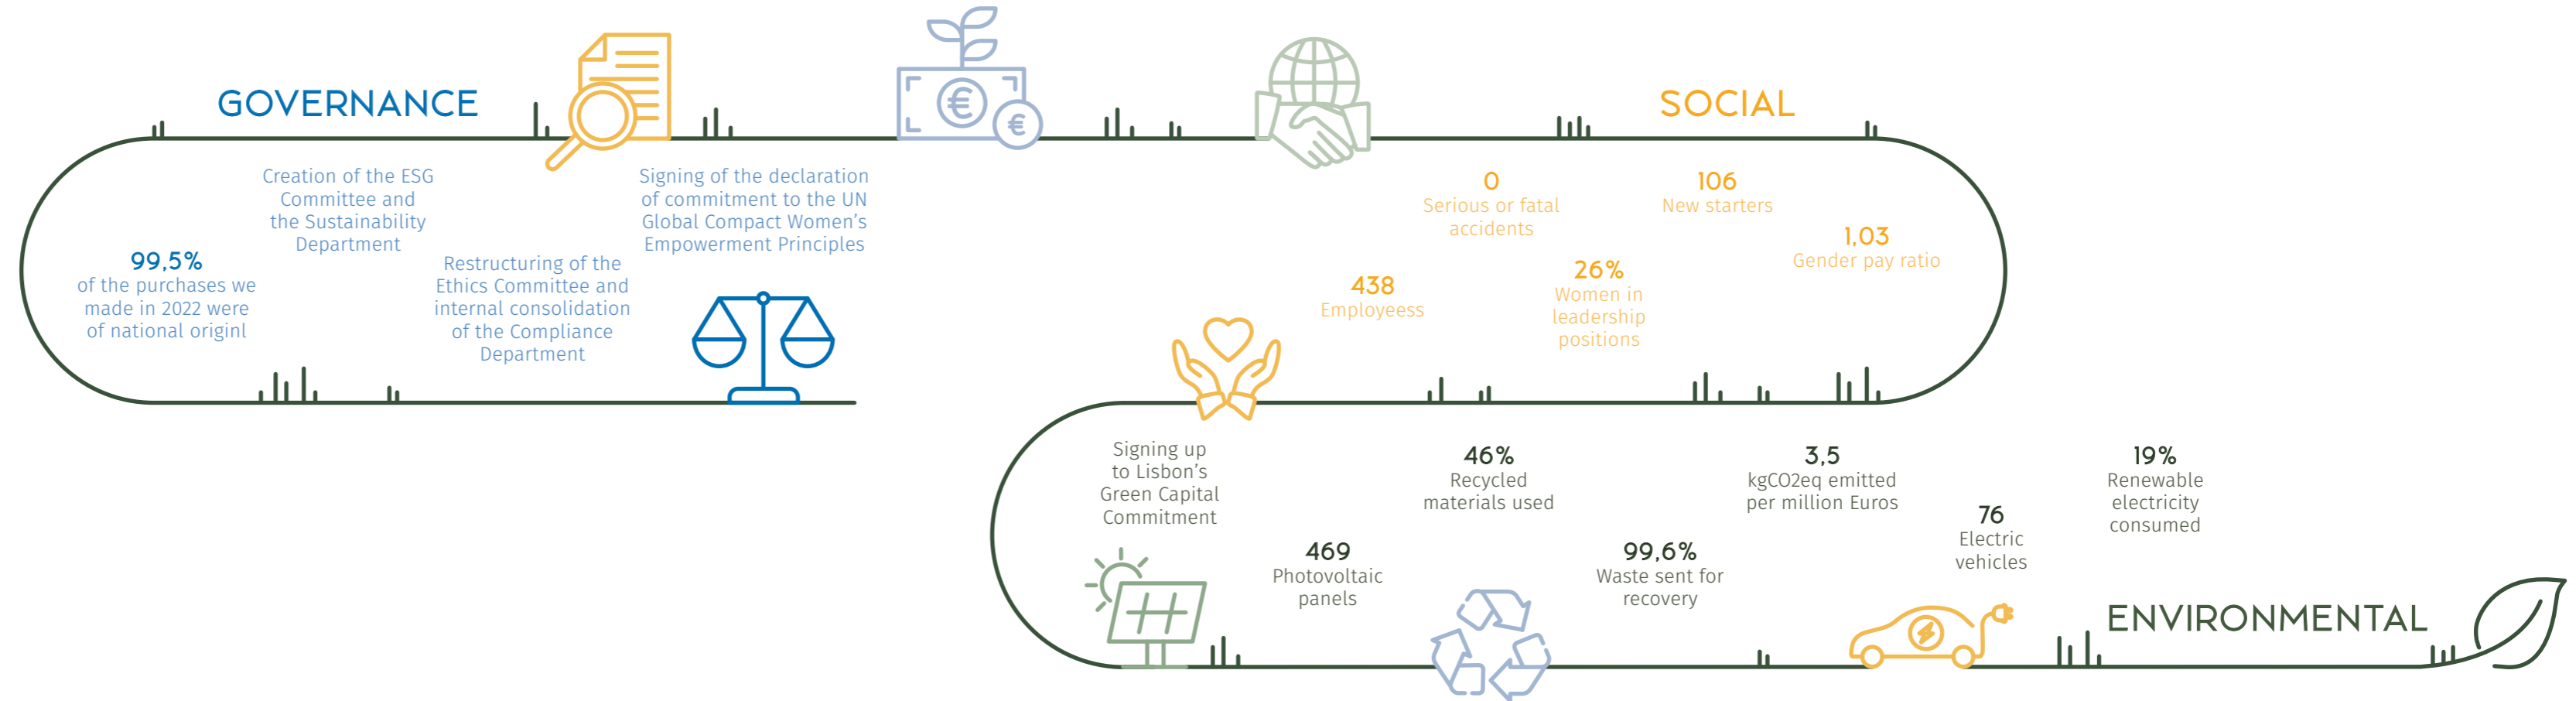 GOVERNANCE
99,5%
of the purchases we
made in 2022 were
of national originl
Creation of the ESG
Committee and
the Sustainability
Department
Restructuring of the
Ethics Committee and
internal consolidation
of the Compliance
Department
Signing of the declaration
of commitment to the UN
Global Compact Women's
Empowerment Principles
€
€
SOCIAL
438
Employeess
0
Serious or fatal
accidents
26%
Women in
leadership
positions
106
New starters
1,03
Gender pay ratio
Signing up
to Lisbon's
Green Capital
Commitment
469
Photovoltaic
panels
46%
Recycled
materials used
99,6%
Waste sent for
recovery
3,5
kgCO2eq emitted
per million Euros
76
Electric
vehicles
19%
Renewable
electricity
consumed
ENVIRONMENTAL